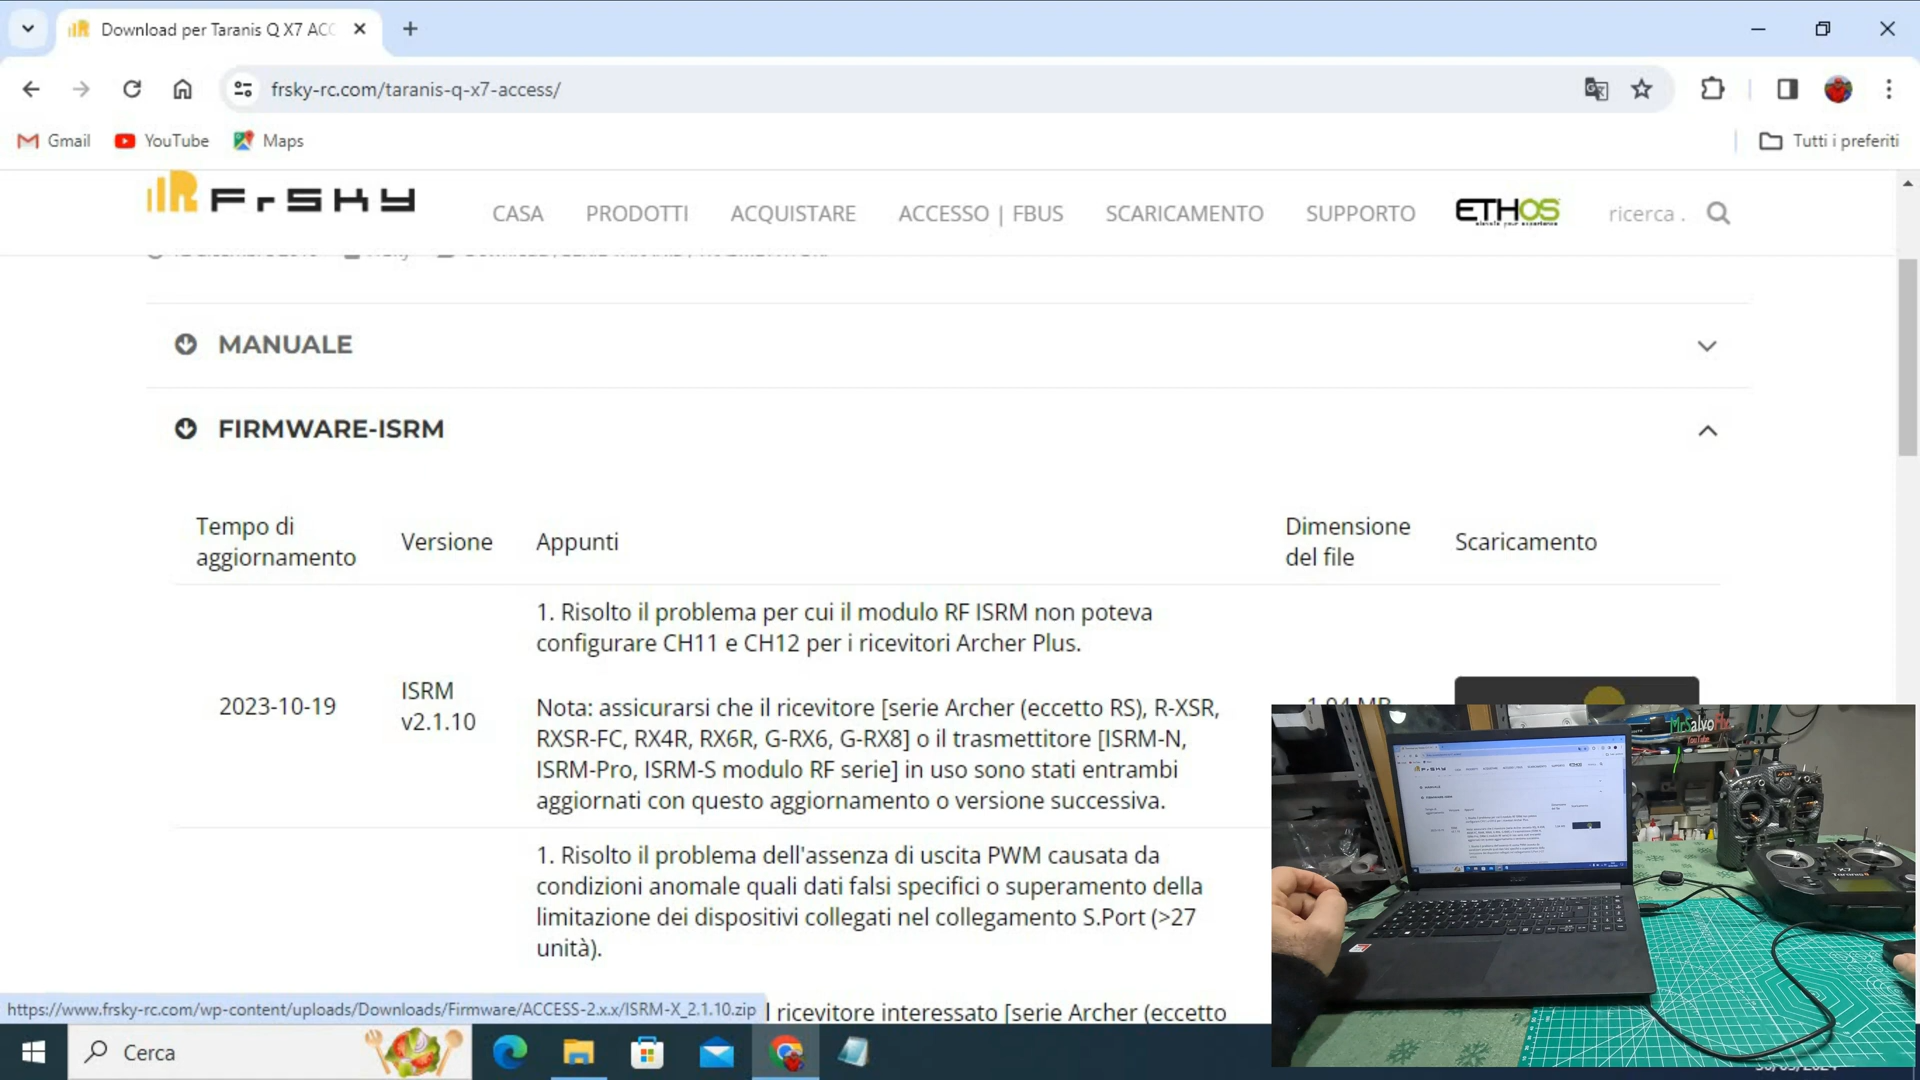 Download per Taranis Q X7 ACC
frsky-rc.com/taranis-q-x7-access/
Gmail YouTube Maps Tutti i preferiti
FrSKY
CASA PRODOTTI ACQUISTARE ACCESSO | FBUS SCARICAMENTO SUPPORTO ETHOS ricerca .
MANUALE
FIRMWARE-ISRM
Tempo di
aggiornamento
Versione
Appunti
Dimensione
del file
Scaricamento
2023-10-19
ISRM
v2.1.10
1. Risolto il problema per cui il modulo RF ISRM non poteva
configurare CH11 e CH12 per i ricevitori Archer Plus.
Nota: assicurarsi che il ricevitore [serie Archer (eccetto RS), R-XSR,
RXSR-FC, RX4R, RX6R, G-RX6, G-RX8] o il trasmettitore [ISRM-N,
ISRM-Pro, ISRM-S modulo RF serie] in uso sono stati entrambi
aggiornati con questo aggiornamento o versione successiva.
1.94 MB
1. Risolto il problema dell'assenza di uscita PWM causata da
condizioni anomale quali dati falsi specifici o superamento della
limitazione dei dispositivi collegati nel collegamento S.Port (>27
unità).
l ricevitore interessato [serie Archer (eccetto
https://www.frsky-rc.com/wp-content/uploads/Downloads/Firmware/ACCESS-2.x.x/ISRM-X_2.1.10.zip
Cerca